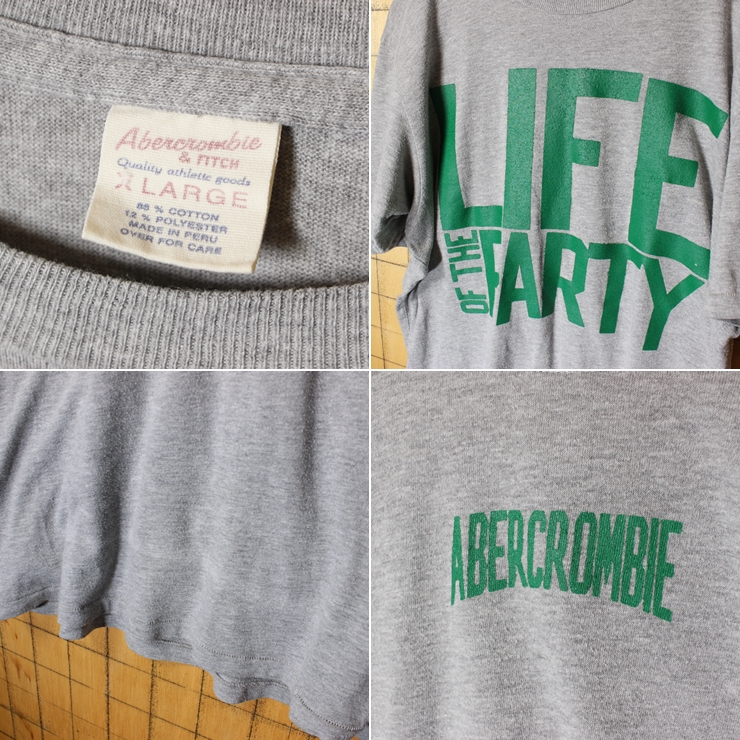 Abercrombie
& FITCH
Quality athletic goods
X LARGE
88 % COTTON
12 % POLYESTER
MADE IN PERU
OVER FOR CARE
LIFE
OF THE PARTY
ABERCROMBIE